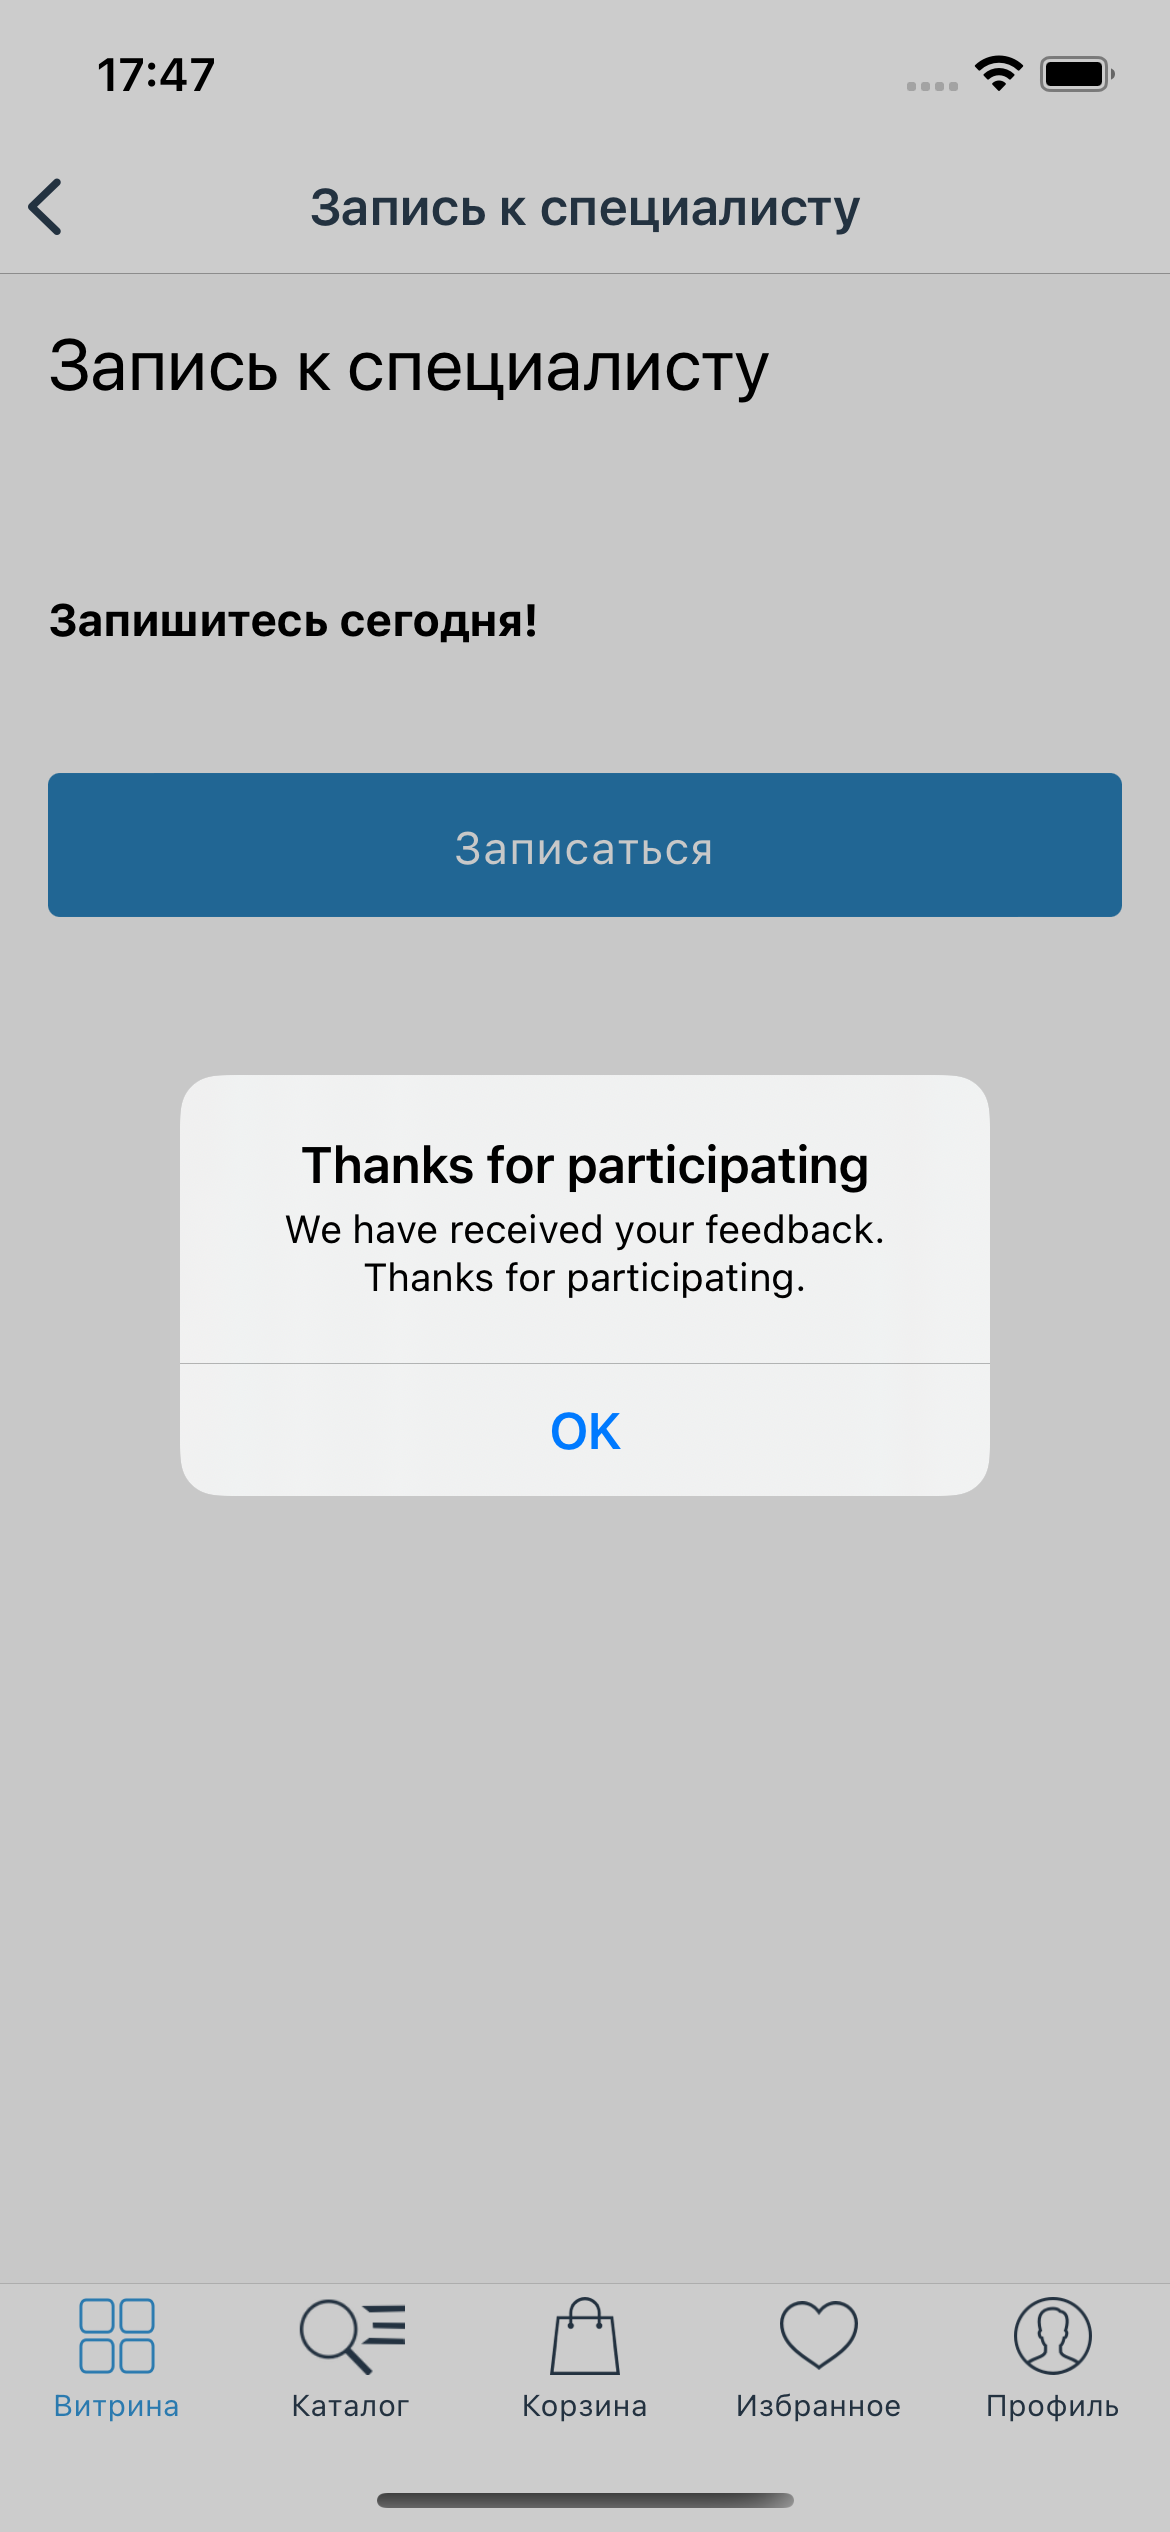 17:47
Запись к специалисту
Запись к специалисту
Запишитесь сегодня!
Записаться
Thanks for participating
We have received your feedback.
Thanks for participating.
OK
Витрина
Каталог
Корзина
Избранное
Профиль